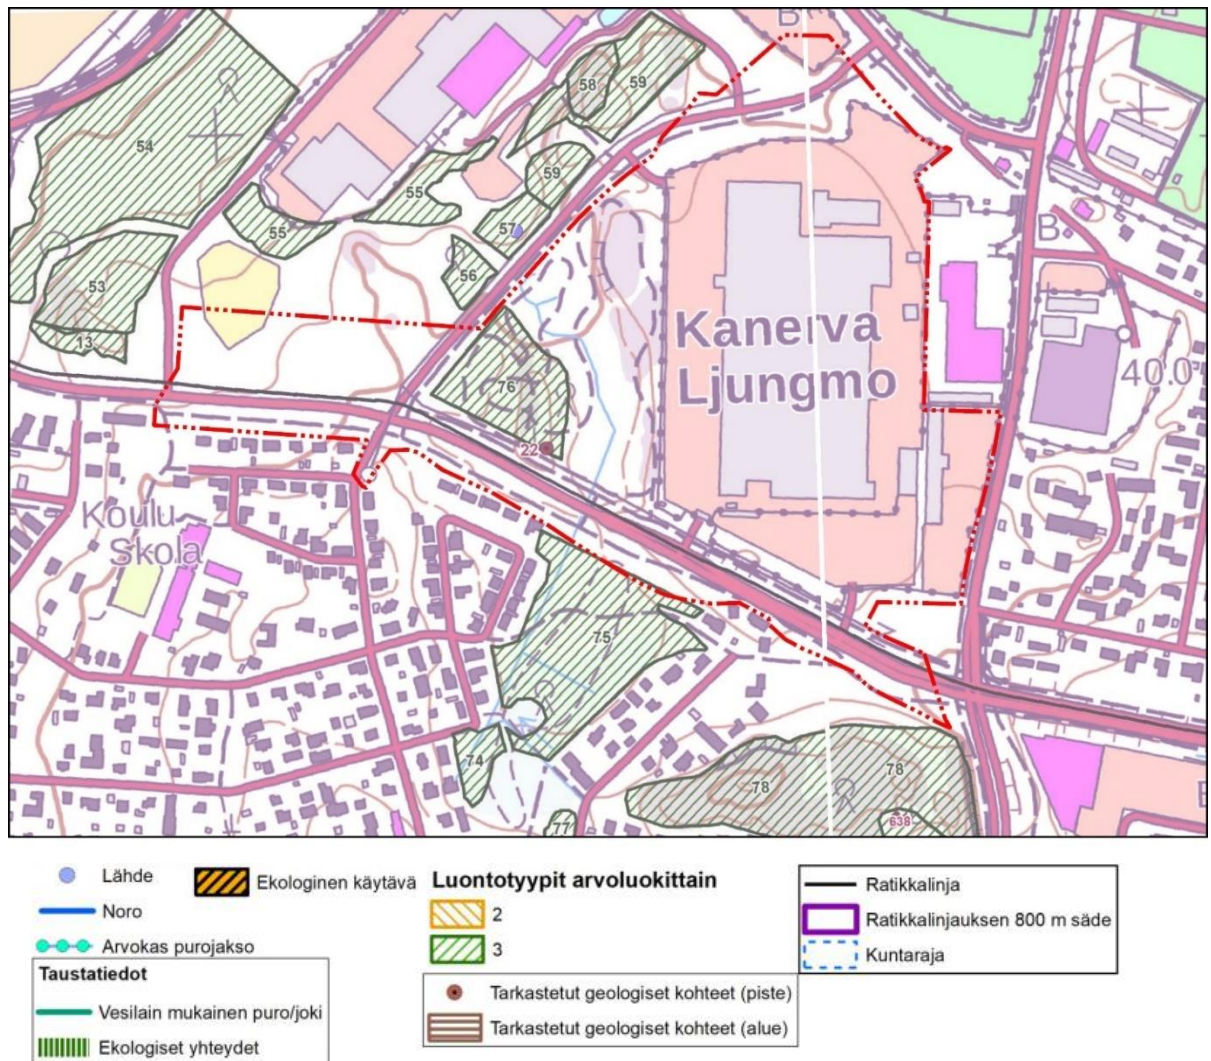 B
58
59
54
55
59
57
55
56
B
53
13
Kanerva
Ljungmo
76
40.0
22
Koulu
Skola
75
74
78
78
77
638
Lähde
Noro
Arvokas purojakso
Taustatiedot
Vesilain mukainen puro/joki
Ekologiset yhteydet
Ekologinen käytävä
Luontotyypit arvoluokittain
2
3
Tarkastetut geologiset kohteet (piste)
Tarkastetut geologiset kohteet (alue)
Ratikkalinja
Ratikkalinjauksen 800 m säde
Kuntaraja